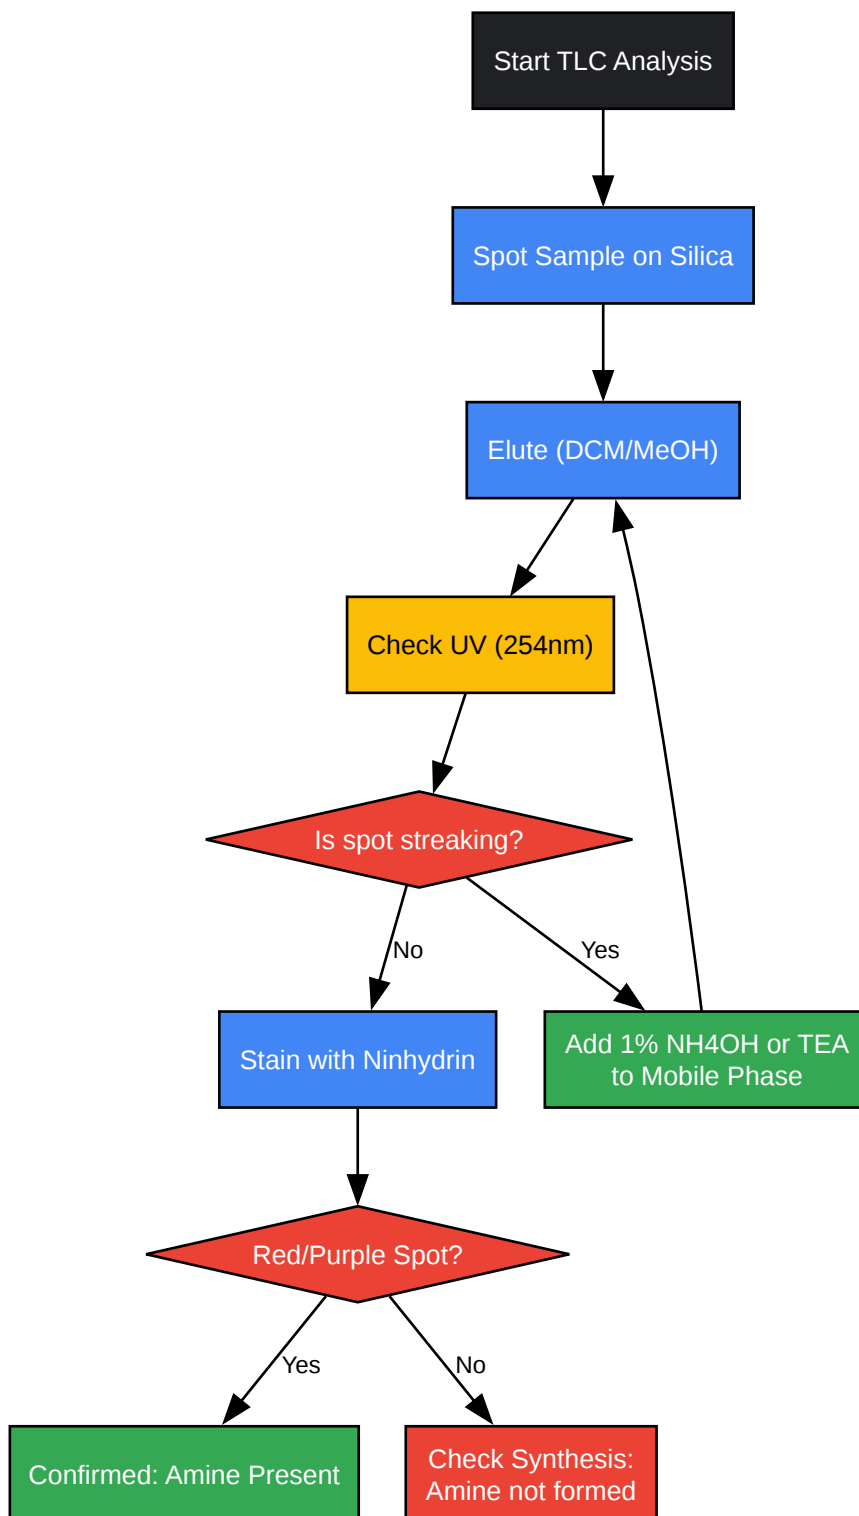 Start TLC Analysis
Spot Sample on Silica
Elute (DCM/MeOH)
Check UV (254nm)
Is spot streaking?
No
Yes
Stain with Ninhydrin
Add 1% NH4OH or TEA
to Mobile Phase
Red/Purple Spot?
Yes
No
Confirmed: Amine Present
Check Synthesis:
Amine not formed